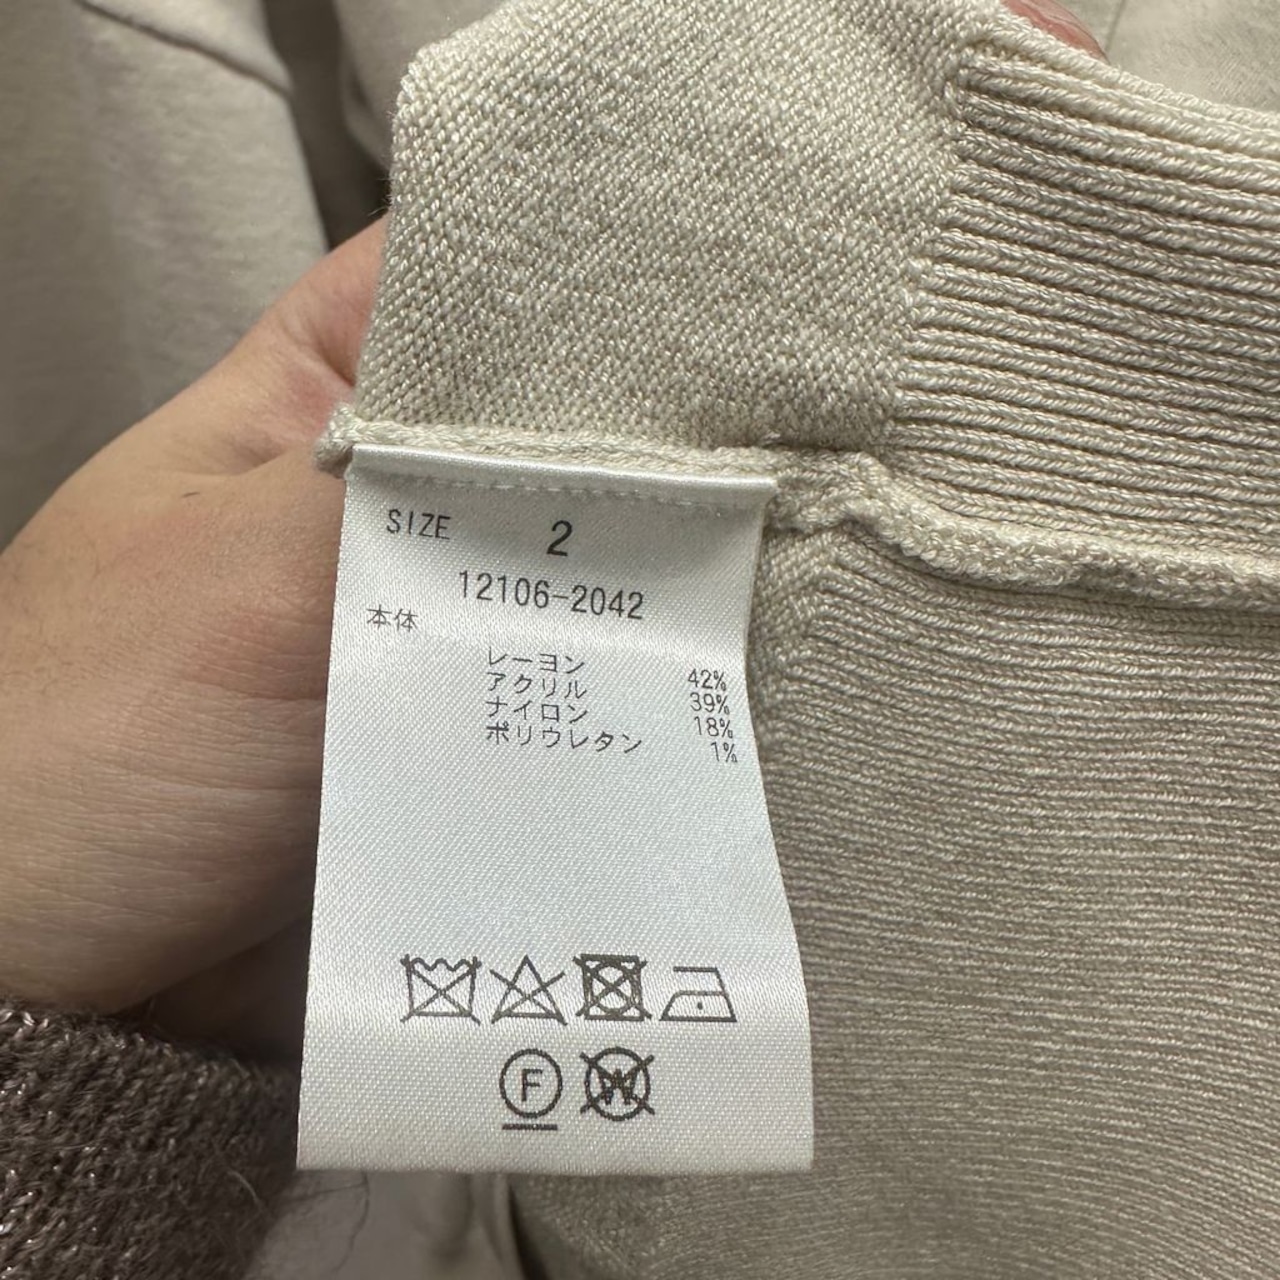 SIZE 2
12106-2042
本体
レーヨン 42%
アクリル 39%
ナイロン 18%
ポリウレタン 1%
F W